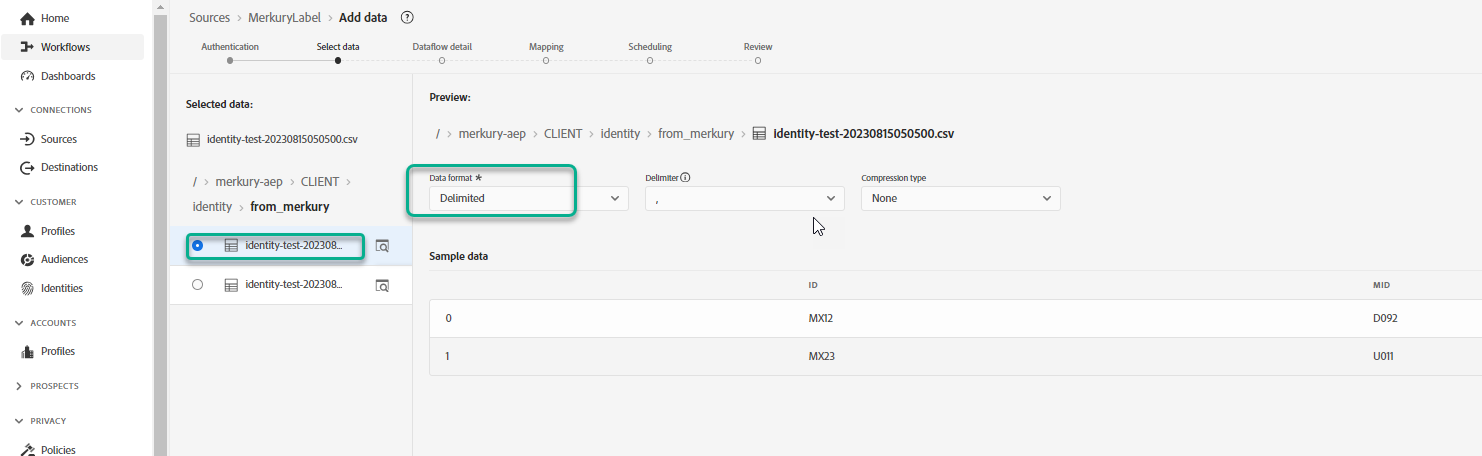 Home
Workflows
Dashboards
CONNECTIONS
Sources
Destinations
CUSTOMER
Profiles
Audiences
Identities
ACCOUNTS
Profiles
PROSPECTS
PRIVACY
Policies
Sources > MerkuryLabel > Add data ?
Authentication Select data Dataflow detail Mapping Scheduling Review
Selected data:
identity-test-20230815050500.csv
/ > merkury-aep > CLIENT >
identity > from_merkury
identity-test-202308...
identity-test-202308...
Preview:
/ > merkury-aep > CLIENT > identity > from_merkury > identity-test-20230815050500.csv
Data format * Delimiter Compression type
Delimited , None
Sample data
ID MID
0 MX12 D092
1 MX23 U011